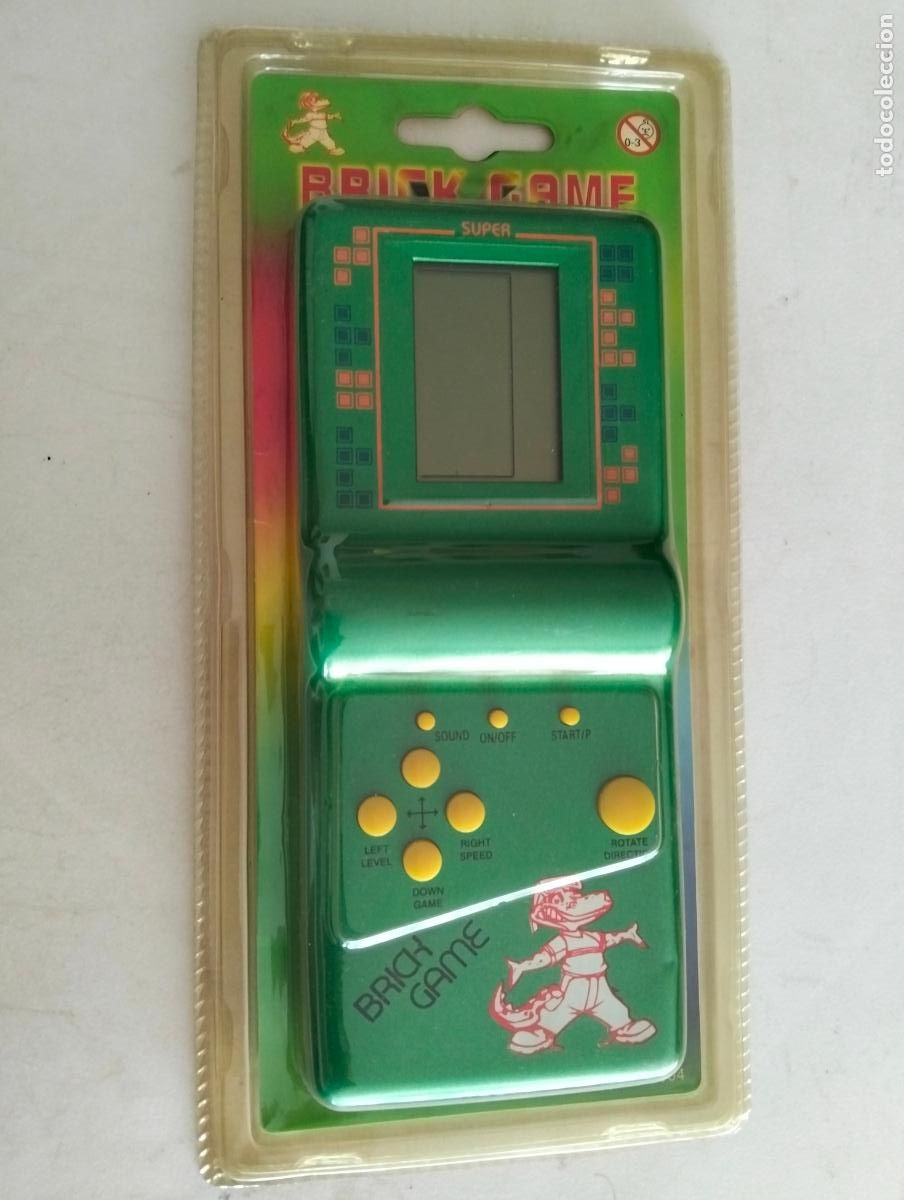 todocoleccion
0-3
BRICK GAME
SUPER
SOUND
ON/OFF
START/P
LEFT
LEVEL
RIGHT
SPEED
ROTATE
DOWN
GAME
BRICK
GAME